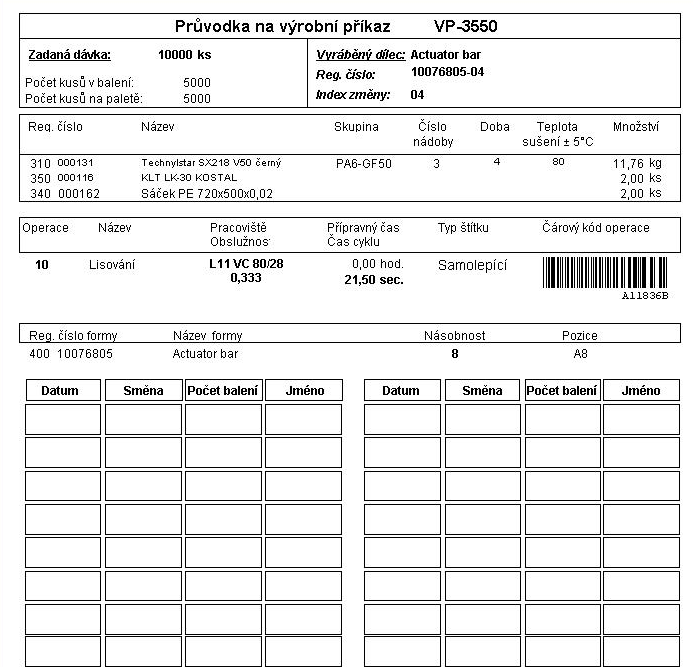 Průvodka na výrobní příkaz VP-3550
Zadaná dávka: 10000 ks
Počet kusů v balení: 5000
Počet kusů na paletě: 5000
Vyráběný dílec: Actuator bar
Reg. číslo: 10076805-04
Index změny: 04
Reg. číslo Název Skupina Číslo nádoby Doba Teplota sušení ± 5°C Množství
310 000131 Technylstar SX218 V50 černý PA6-GF50 3 4 80 11,76 kg
350 000116 KLT LK-30 KOSTAL 2,00 ks
340 000162 Sáček PE 720x500x0,02 2,00 ks
Operace Název Pracoviště Přípravný čas Typ štítku Čárový kód operace
Obslužnos Čas cyklu
10 Lisování L11 VC 80/28 0,00 hod. Samolepící
0,333 21,50 sec.
A11836B
Reg. číslo formy Název formy Násobnost Pozice
400 10076805 Actuator bar 8 A8
Datum Směna Počet balení Jméno Datum Směna Počet balení Jméno